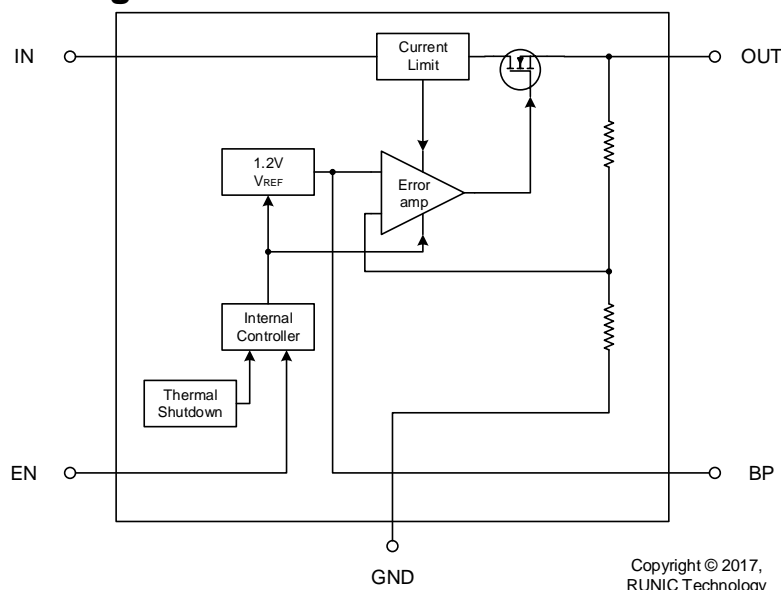 IN
Current
Limit
OUT
1.2V
VREF
Error
amp
Internal
Controller
Thermal
Shutdown
EN
BP
GND
Copyright © 2017,
RUNIC Technology